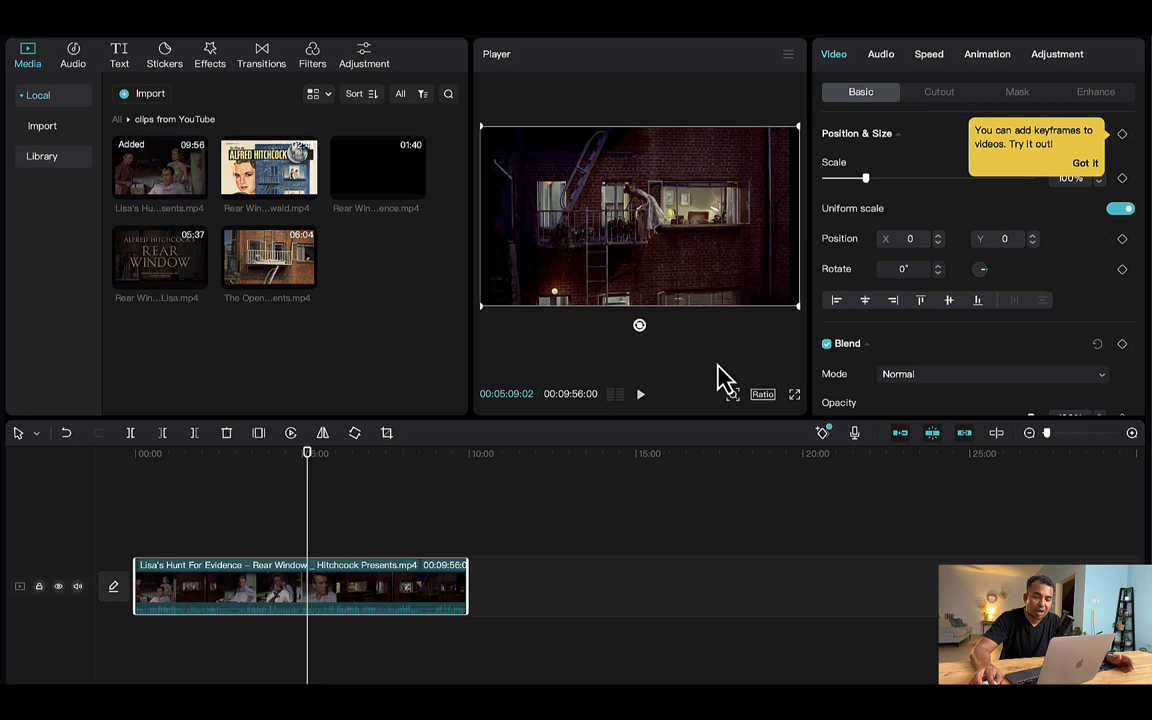 Media
Audio
Text
Stickers
Effects
Transitions
Filters
Adjustment
Local
Import
Library
Import
Sort
All
All
clips from YouTube
Added 09:56
01:40
Lisa's Hu...sents.mp4
ALFRED HITCHCOCK
Rear Win...wald.mp4
Rear Win...ence.mp4
05:37
ALFRED HITCHCOCK'S
REAR
WINDOW
06:04
Rear Win...Lisa.mp4
The Open...ents.mp4
Player
00:05:09:02 00:09:56:00
Ratio
Video Audio Speed Animation Adjustment
Basic Cutout Mask Enhance
Position & Size
You can add keyframes to
videos. Try it out!
Got it
Scale
100%
Uniform scale
Position X 0 Y 0
Rotate 0°
Blend
Mode Normal
Opacity
00:00 10:00 15:00 20:00 25:00
Lisa's Hunt For Evidence – Rear Window _ Hitchcock Presents.mp4 00:09:56:0